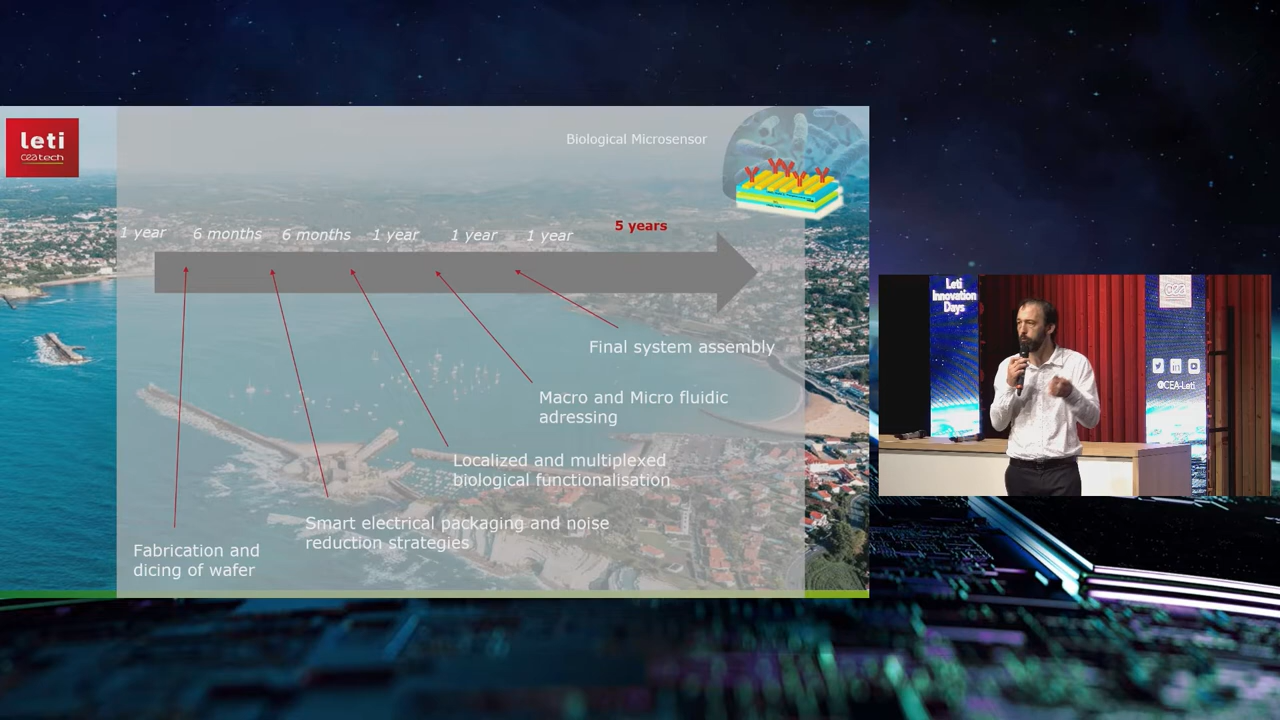 leti
ceatech
Biological Microsensor
1 year 6 months 6 months 1 year 1 year 1 year 5 years
Final system assembly
Macro and Micro fluidic
adressing
Localized and multiplexed
biological functionalisation
Smart electrical packaging and noise
reduction strategies
Fabrication and
dicing of wafer
Leti
Innovation
Days
cea
@CEA-Leti